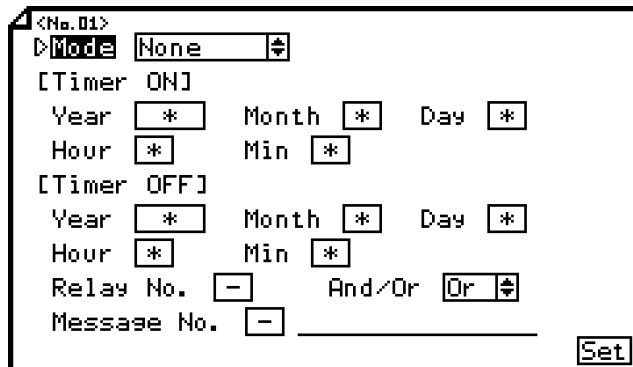 <No.01>
Mode None
[Timer ON]
Year * Month * Day *
Hour * Min *
[Timer OFF]
Year * Month * Day *
Hour * Min *
Relay No. - And/Or Or
Message No. -
Set